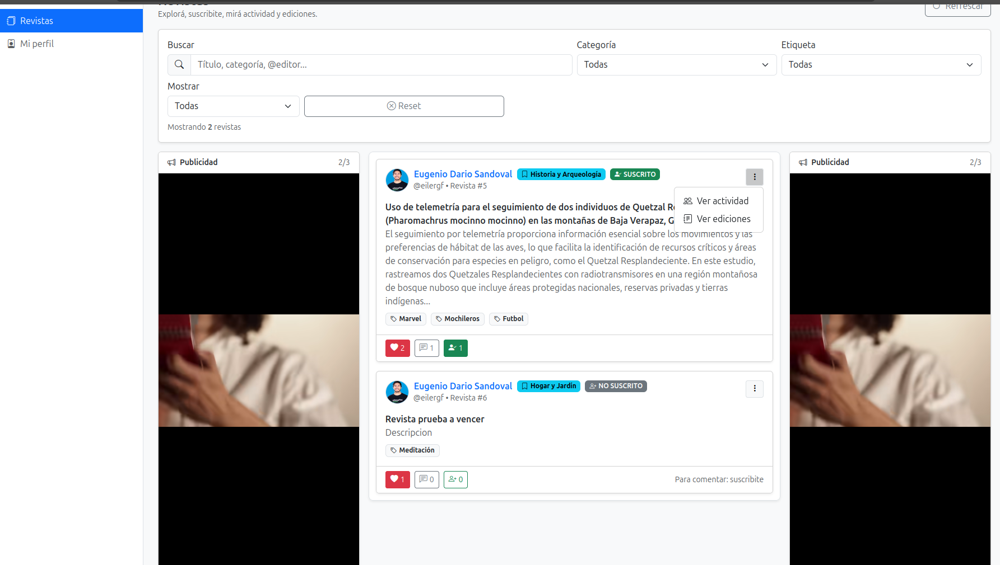 Explorá, suscribite, mirá actividad y ediciones.
Refrescar
Revistas
Mi perfil
Buscar
Categoría
Etiqueta
Título, categoría, @editor...
Todas
Todas
Mostrar
Todas
Reset
Mostrando 2 revistas
Publicidad 2/3
Eugenio Dario Sandoval Historia y Arqueología SUSCRITO
@eilergf • Revista #5
Ver actividad
Ver ediciones
Uso de telemetría para el seguimiento de dos individuos de Quetzal
(Pharomachrus mocinno mocinno) en las montañas de Baja Verapaz, G
El seguimiento por telemetría proporciona información esencial sobre los movimientos y las
preferencias de hábitat de las aves, lo que facilita la identificación de recursos críticos y áreas
de conservación para especies en peligro, como el Quetzal Resplandeciente. En este estudio,
rastreamos dos Quetzales Resplandecientes con radiotransmisores en una región montañosa
de bosque nuboso que incluye áreas protegidas nacionales, reservas privadas y tierras
indígenas...
Marvel Mochileros Futbol
2 1 1
Eugenio Dario Sandoval Hogar y Jardín NO SUSCRITO
@eilergf • Revista #6
Revista prueba a vencer
Descripcion
Meditación
1 0 0 Para comentar: suscribite
Publicidad 2/3